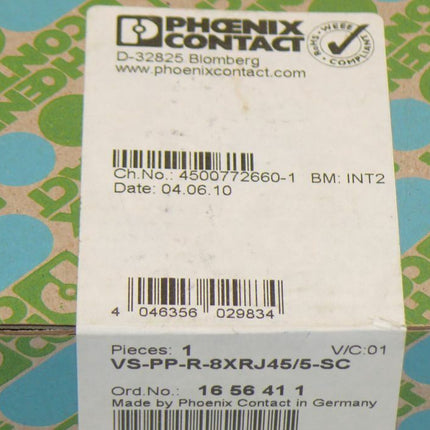 PHOENIX
CONTACT
WEEE
RoHS
COMPLIANT
D-32825 Blomberg
www.phoenixcontact.com
Ch.No.: 4500772660-1 BM: INT2
Date: 04.06.10
4 046356 029834
Pieces: 1 V/C:01
VS-PP-R-8XRJ45/5-SC
Ord.No.: 16 56 41 1
Made by Phoenix Contact in Germany